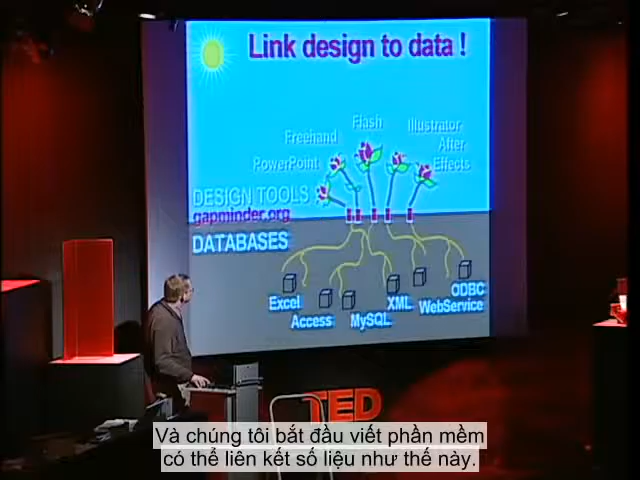 Link design to data !
Flash
Freehand
Illustrator
After
PowerPoint
Effects
DESIGN TOOLS
gapminder.org
DATABASES
Excel
XML
ODBC
WebService
Access
MySQL
TED
Và chúng tôi bắt đầu viết phần mềm
có thể liên kết số liệu như thế này.